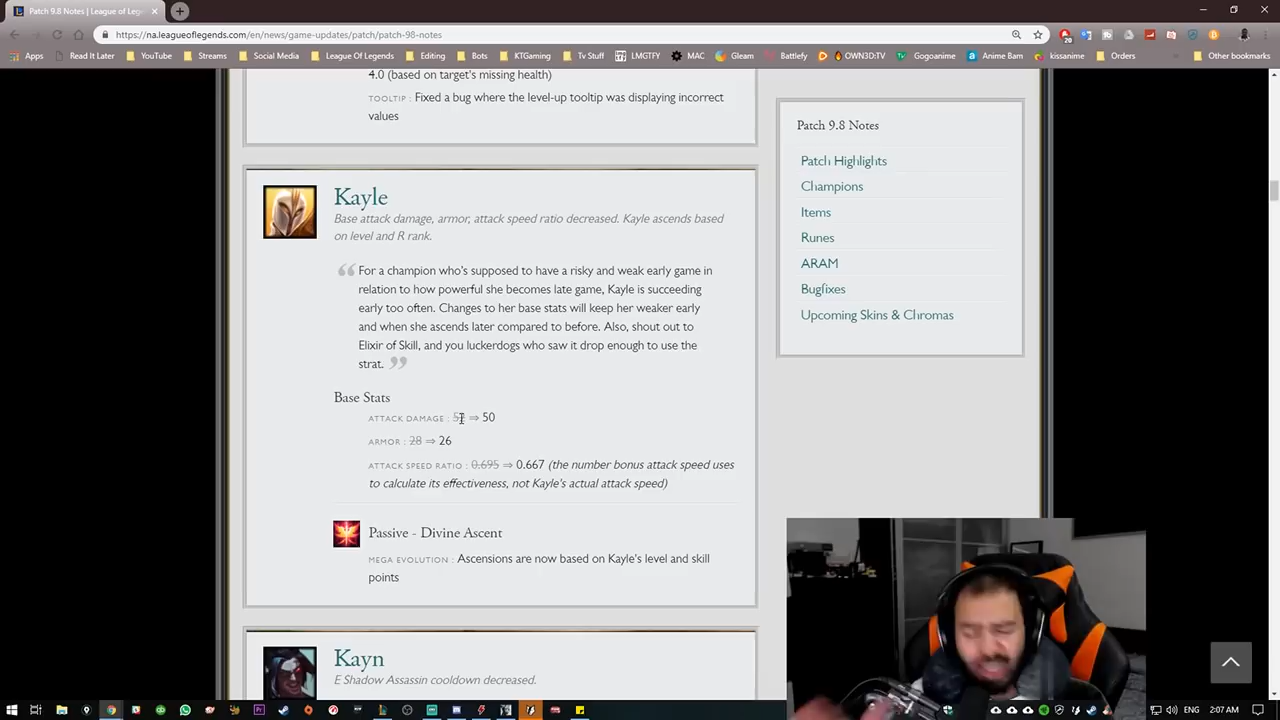 Patch 9.8 Notes | League of Leg
https://na.leagueoflegends.com/en/news/game-updates/patch/patch-98-notes
Apps Read It Later YouTube Streams Social Media League Of Legends Editing Bots KTGaming Tv Stuff LMGTFY MAC Gleam Battlefy OWN3D:TV Gogoanime Anime Bam kissanime Orders Other bookmarks
4.0 (based on target's missing health)
TOOLTIP : Fixed a bug where the level-up tooltip was displaying incorrect
values
Kayle
Base attack damage, armor, attack speed ratio decreased. Kayle ascends based
on level and R rank.
For a champion who's supposed to have a risky and weak early game in
relation to how powerful she becomes late game, Kayle is succeeding
early too often. Changes to her base stats will keep her weaker early
and when she ascends later compared to before. Also, shout out to
Elixir of Skill, and you luckerdogs who saw it drop enough to use the
strat.
Base Stats
ATTACK DAMAGE : ⇒ 50
ARMOR : 28 ⇒ 26
ATTACK SPEED RATIO : 0.695 ⇒ 0.667 (the number bonus attack speed uses
to calculate its effectiveness, not Kayle's actual attack speed)
Passive - Divine Ascent
MEGA EVOLUTION : Ascensions are now based on Kayle's level and skill
points
Kayn
E Shadow Assassin cooldown decreased.
Patch 9.8 Notes
Patch Highlights
Champions
Items
Runes
ARAM
Bugfixes
Upcoming Skins & Chromas
ENG 2:07 AM